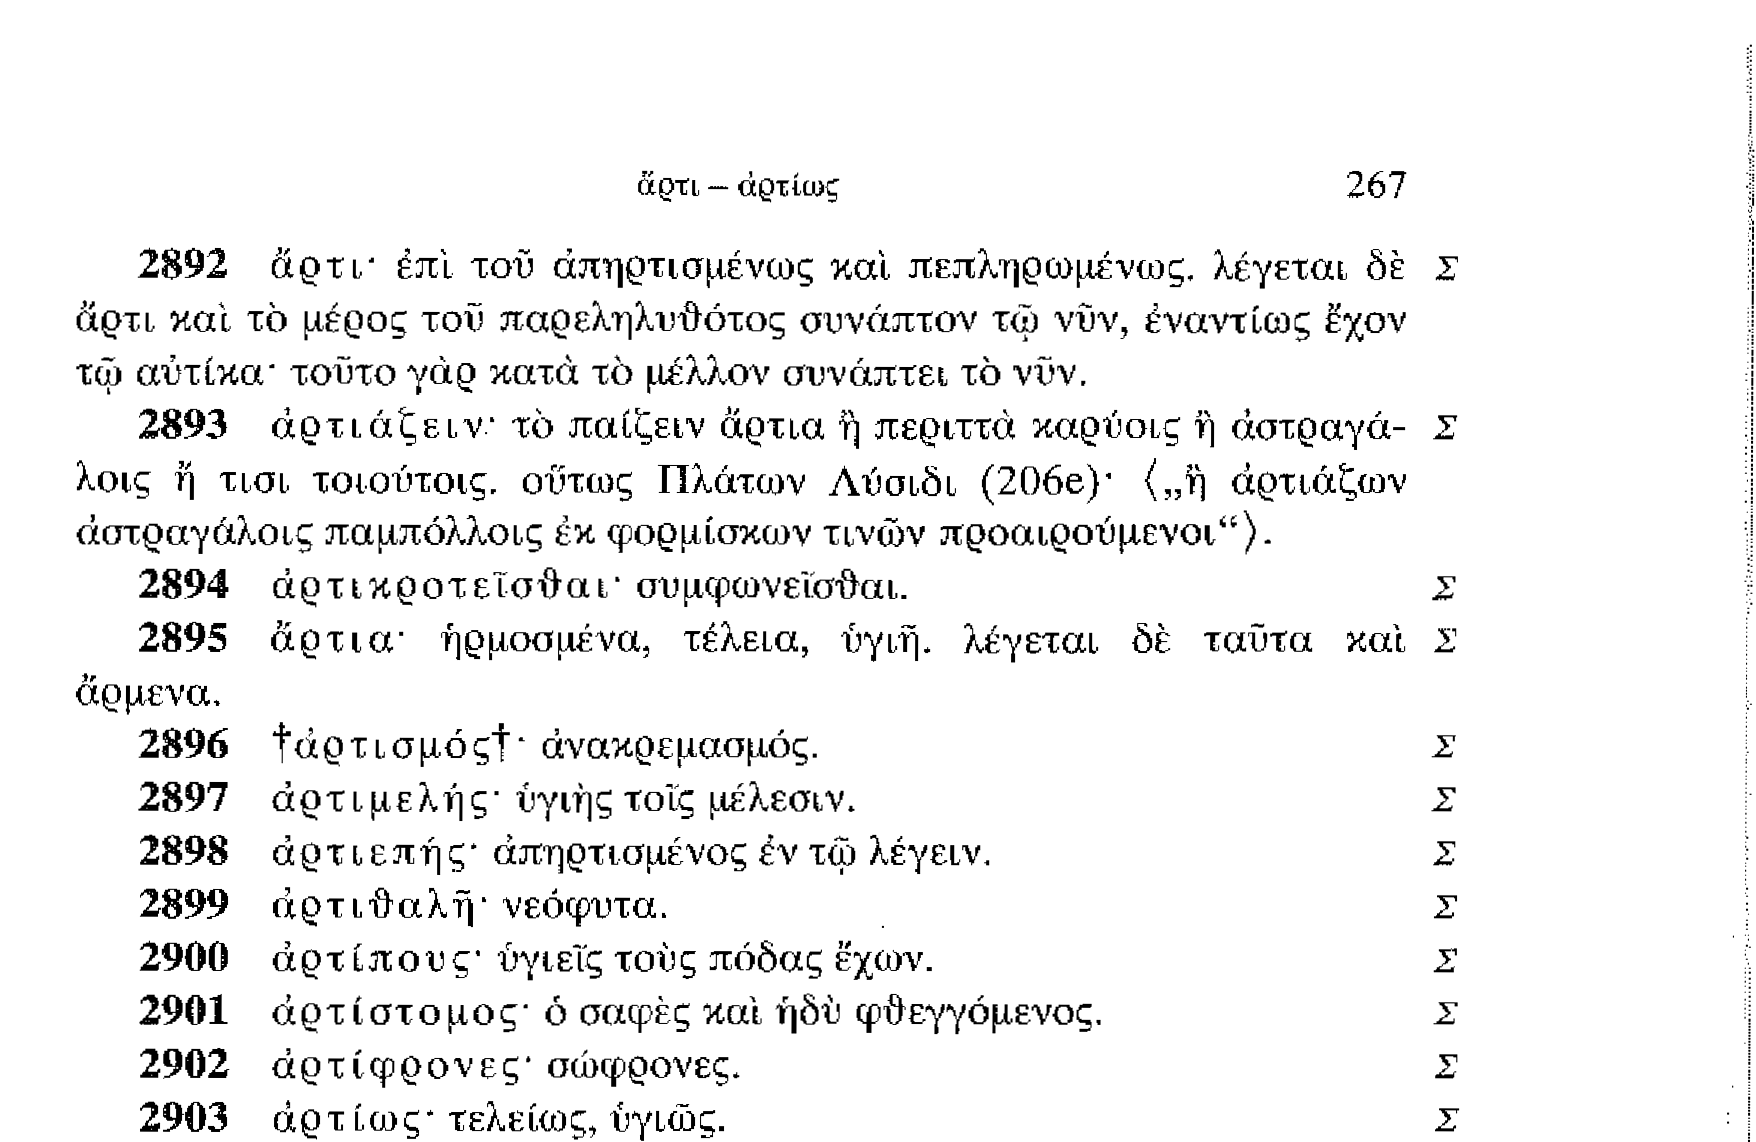 ἄρτι – ἀρτίως 267
2892 ἄρτι· ἐπὶ τοῦ ἀπηρτισμένως καὶ πεπληρωμένως. λέγεται δὲ Σ
ἄρτι καὶ τὸ μέρος τοῦ παρεληλυθότος συνάπτον τῷ νῦν, ἐναντίως ἔχον
τῷ αὐτίκα· τοῦτο γὰρ κατὰ τὸ μέλλον συνάπτει τὸ νῦν.
2893 ἀρτιάζειν· τὸ παίζειν ἄρτια ἢ περιττὰ καρύοις ἢ ἀστραγά- Σ
λοις ἤ τισι τοιούτοις. οὕτως Πλάτων Λύσιδι (206e)· ⟨„ἢ ἀρτιάζων
ἀστραγάλοις παμπόλλοις ἐκ φορμίσκων τινῶν προαιρούμενοι“⟩.
2894 ἀρτικροτεῖσθαι· συμφωνεῖσθαι. Σ
2895 ἄρτια· ἡρμοσμένα, τέλεια, ὑγιῆ. λέγεται δὲ ταῦτα καὶ Σ
ἄρμενα.
2896 †ἀρτισμός†· ἀνακρεμασμός. Σ
2897 ἀρτιμελής· ὑγιὴς τοῖς μέλεσιν. Σ
2898 ἀρτιεπής· ἀπηρτισμένος ἐν τῷ λέγειν. Σ
2899 ἀρτιθαλῆ· νεόφυτα. Σ
2900 ἀρτίπους· ὑγιεῖς τοὺς πόδας ἔχων. Σ
2901 ἀρτίστομος· ὁ σαφὲς καὶ ἡδὺ φθεγγόμενος. Σ
2902 ἀρτίφρονες· σώφρονες. Σ
2903 ἀρτίως· τελείως, ὑγιῶς. Σ